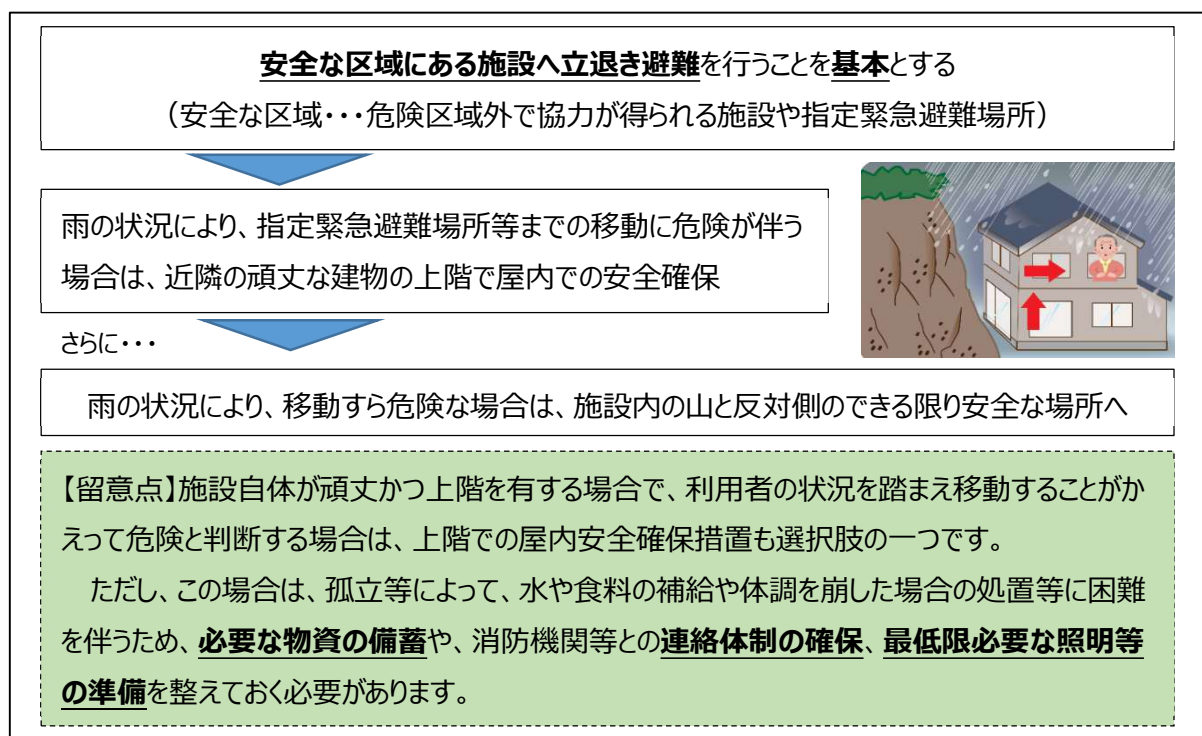 安全な区域にある施設へ立退き避難を行うことを基本とする
（安全な区域・・・危険区域外で協力が得られる施設や指定緊急避難場所）
雨の状況により、指定緊急避難場所等までの移動に危険が伴う
場合は、近隣の頑丈な建物の上階で屋内での安全確保
さらに・・・
雨の状況により、移動すら危険な場合は、施設内の山と反対側のできる限り安全な場所へ
【留意点】施設自体が頑丈かつ上階を有する場合で、利用者の状況を踏まえ移動することがか
えって危険と判断する場合は、上階での屋内安全確保措置も選択肢の一つです。
ただし、この場合は、孤立等によって、水や食料の補給や体調を崩した場合の処置等に困難
を伴うため、必要な物資の備蓄や、消防機関等との連絡体制の確保、最低限必要な照明等
の準備を整えておく必要があります。